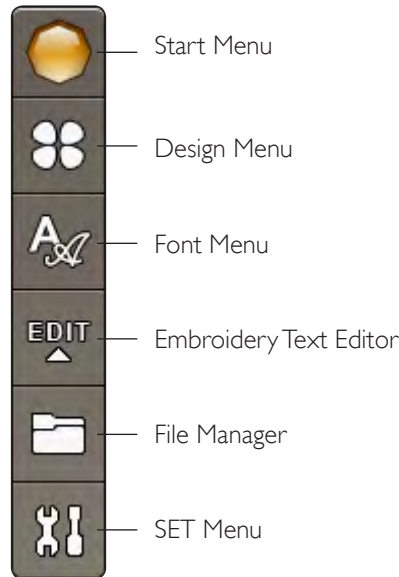 Start Menu
Design Menu
A A
Font Menu
EDIT
Embroidery Text Editor
File Manager
SET Menu